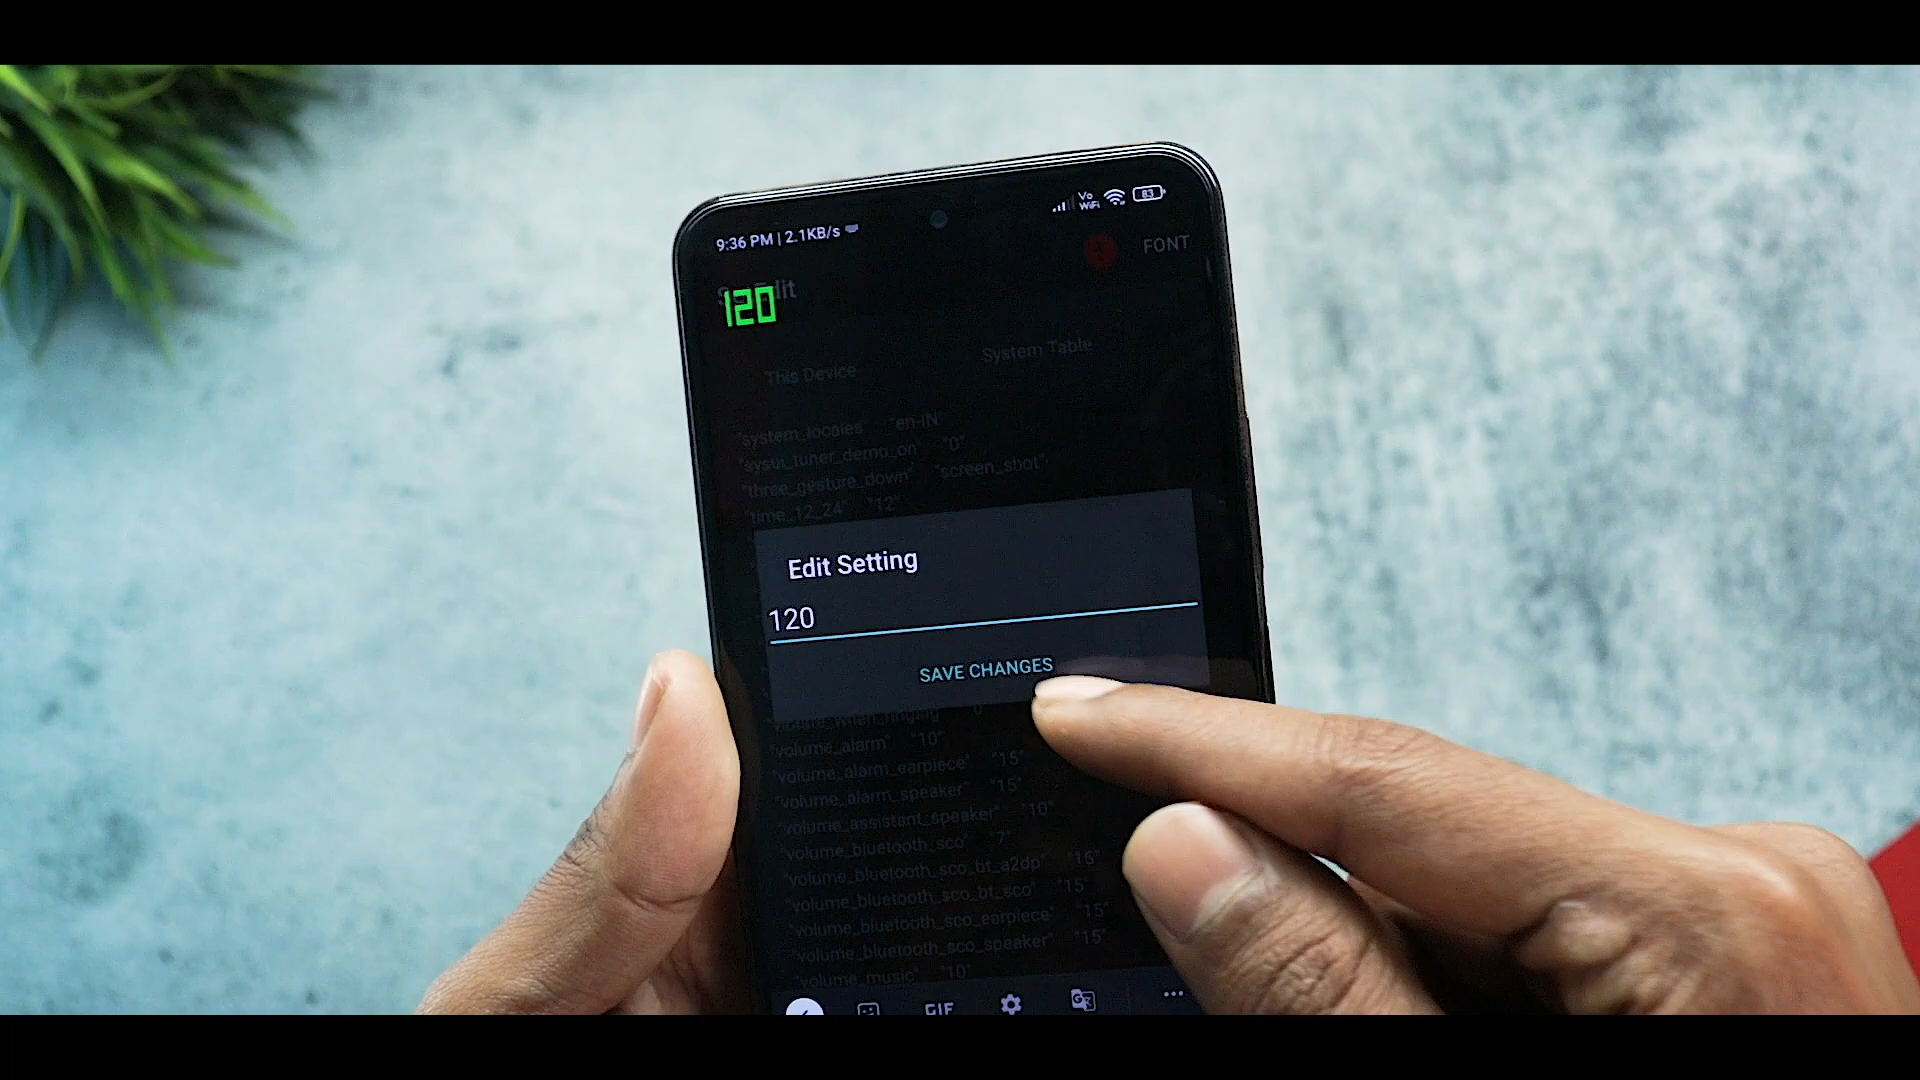 9:36 PM | 2.1KB/s
Vo
WiFi
83
FONT
120
This Device
System Table
"system_locales" "en-IN"
"sysui_tuner_demo_on" "0"
"three_gesture_down" "screen_shot"
"time_12_24" "12"
Edit Setting
120
SAVE CHANGES
"volume_alarm" "10"
"volume_alarm_earpiece" "15"
"volume_alarm_speaker" "15"
"volume_assistant_speaker" "10"
"volume_bluetooth_sco" "7"
"volume_bluetooth_sco_bt_a2dp" "15"
"volume_bluetooth_sco_bt_sco" "15"
"volume_bluetooth_sco_earpiece" "15"
"volume_bluetooth_sco_speaker" "15"
"volume_music" "10"
GIF